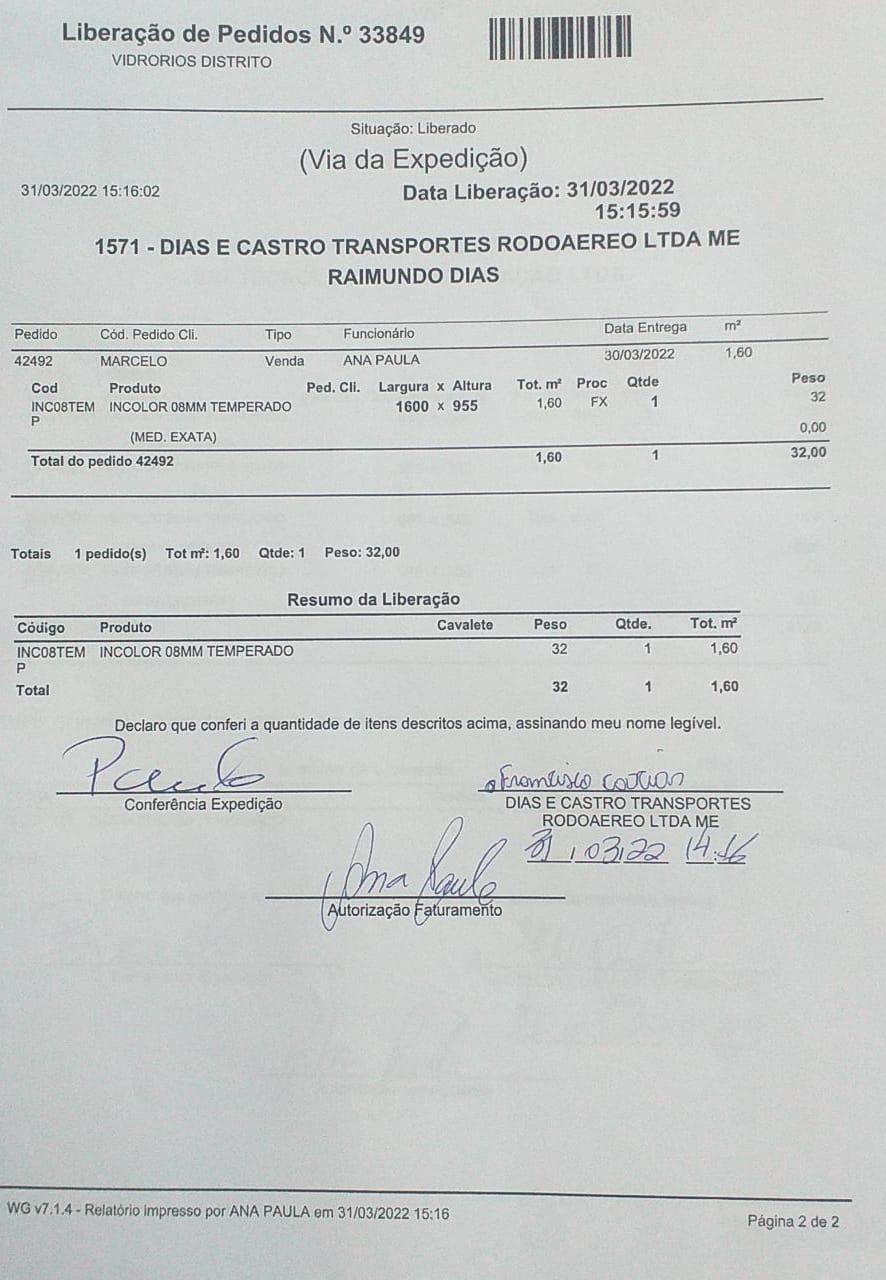 Liberação de Pedidos N.º 33849
VIDRORIOS DISTRITO
Situação: Liberado
(Via da Expedição)
31/03/2022 15:16:02
Data Liberação: 31/03/2022
15:15:59
1571 - DIAS E CASTRO TRANSPORTES RODOAEREO LTDA ME
RAIMUNDO DIAS
Pedido Cód. Pedido Cli. Tipo Funcionário Data Entrega m²
42492 MARCELO Venda ANA PAULA 30/03/2022 1,60
Cod Produto Ped. Cli. Largura x Altura Tot. m² Proc Qtde Peso
INC08TEM INCOLOR 08MM TEMPERADO 1600 x 955 1,60 FX 1 32
P
(MED. EXATA) 0,00
Total do pedido 42492 1,60 1 32,00
Totais 1 pedido(s) Tot m²: 1,60 Qtde: 1 Peso: 32,00
Resumo da Liberação
Código Produto Cavalete Peso Qtde. Tot. m²
INC08TEM INCOLOR 08MM TEMPERADO 32 1 1,60
P
Total 32 1 1,60
Declaro que conferi a quantidade de itens descritos acima, assinando meu nome legível.
Francisco
Conferência Expedição
DIAS E CASTRO TRANSPORTES
RODOAEREO LTDA ME
31,03,22 14:16
Ana Paula
Autorização Faturamento
WG v7.1.4 - Relatório impresso por ANA PAULA em 31/03/2022 15:16
Página 2 de 2